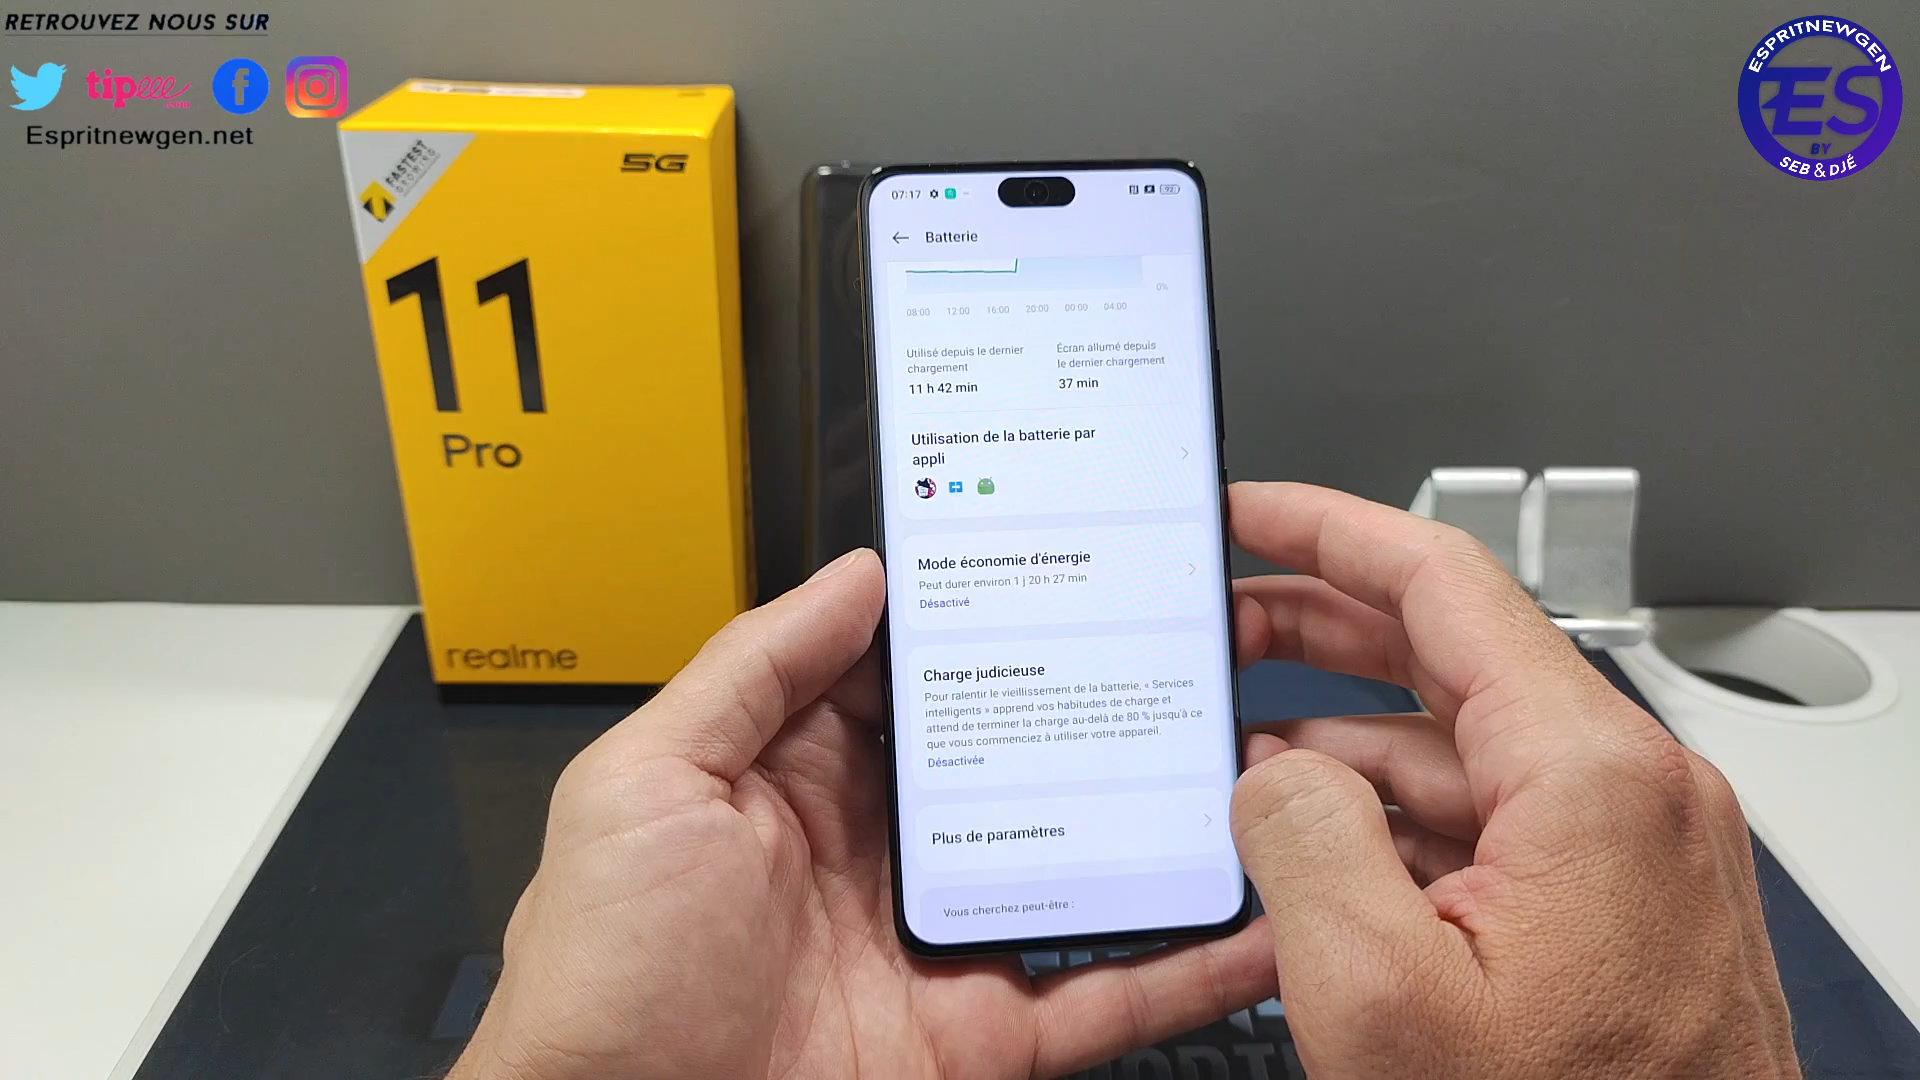 RETROUVEZ NOUS SUR
tipeee
.com
Espritnewgen.net
ESPRITNEWGEN
ES
BY
SEB & DJÉ
FASTEST
GROWING
5G
11
Pro
realme
07:17
92
Batterie
0%
08:00 12:00 16:00 20:00 00:00 04:00
Utilisé depuis le dernier
chargement
11 h 42 min
Écran allumé depuis
le dernier chargement
37 min
Utilisation de la batterie par
appli
Mode économie d'énergie
Peut durer environ 1 j 20 h 27 min
Désactivé
Charge judicieuse
Pour ralentir le vieillissement de la batterie, « Services
intelligents » apprend vos habitudes de charge et
attend de terminer la charge au-delà de 80 % jusqu'à ce
que vous commenciez à utiliser votre appareil.
Désactivée
Plus de paramètres
Vous cherchez peut-être :